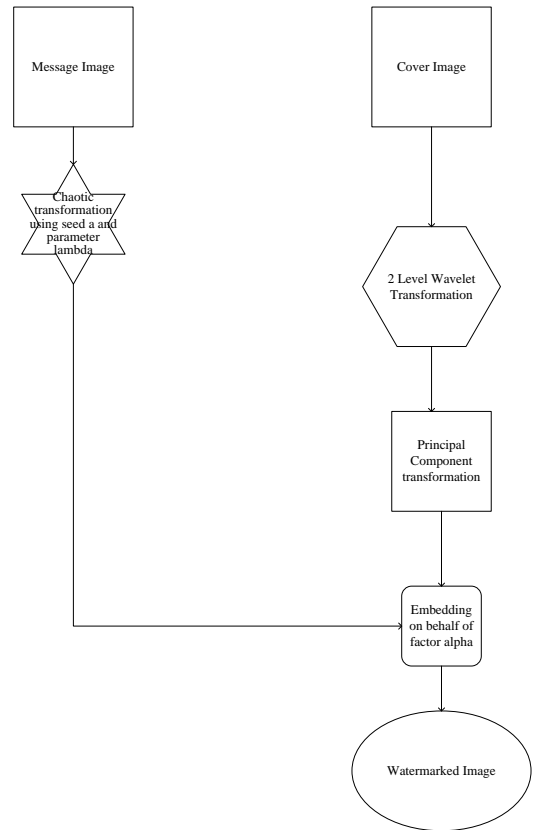 Message Image
Cover Image
Chaotic
transformation
using seed a and
parameter
lambda
2 Level Wavelet
Transformation
Principal
Component
transformation
Embedding
on behalf of
factor alpha
Watermarked Image